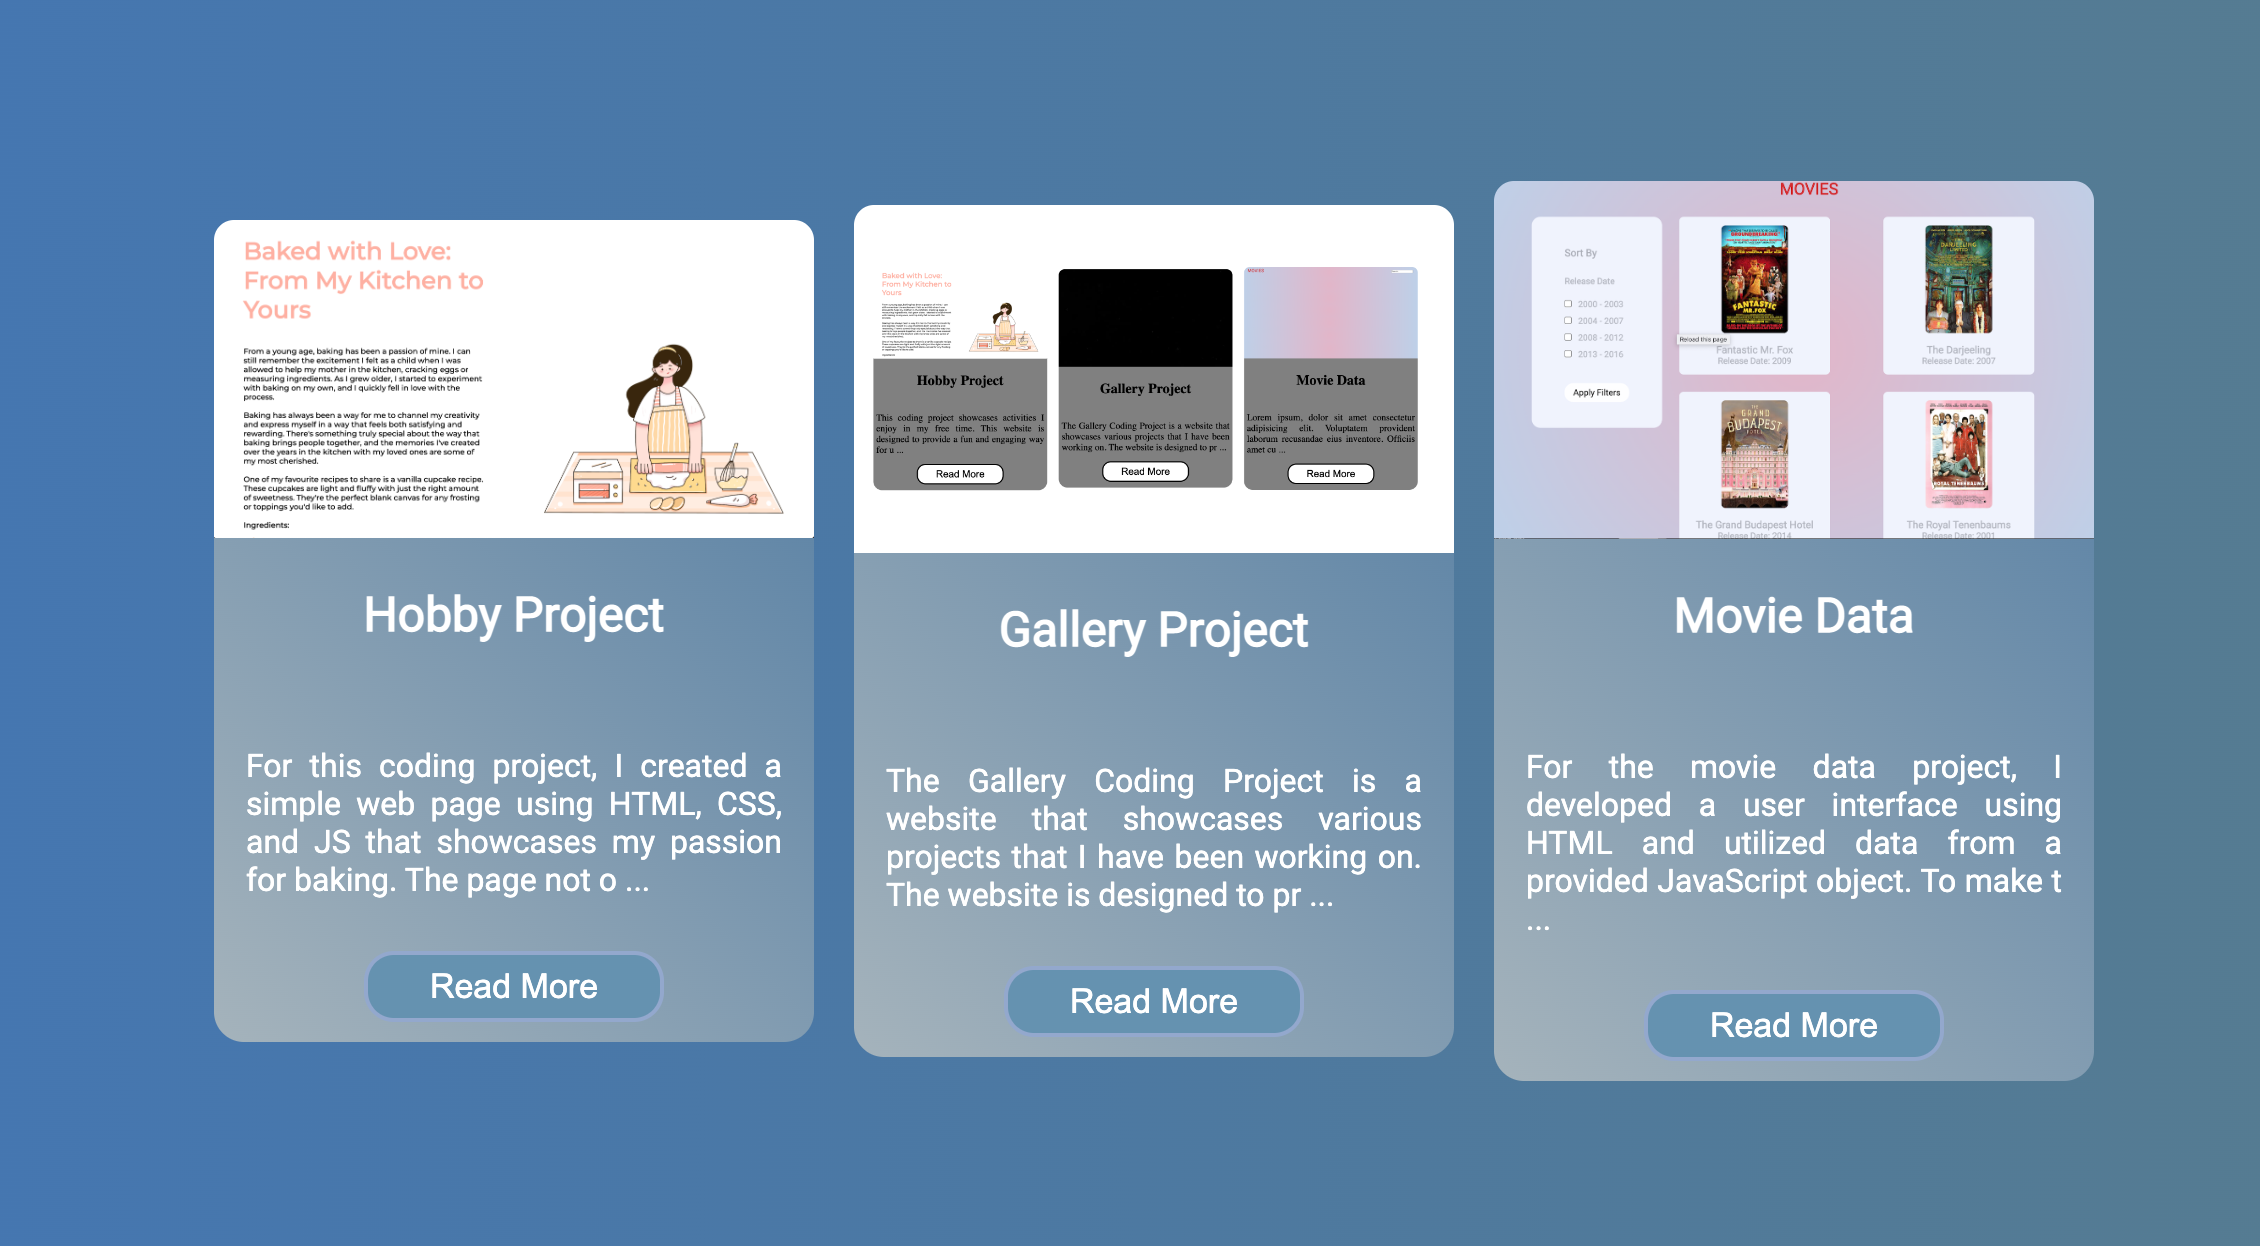 Baked with Love:
From My Kitchen to
Yours
From a young age, baking has been a passion of mine. I can
still remember the excitement I felt as a child when I was
allowed to help my mother in the kitchen, cracking eggs or
measuring ingredients. As I grew older, I started to experiment
with baking on my own, and I quickly fell in love with the
process.
Baking has always been a way for me to channel my creativity
and express myself in a way that feels both satisfying and
rewarding. There's something truly special about the way that
baking brings people together, and the memories I've created
over the years in the kitchen with my loved ones are some of
my most cherished.
One of my favourite recipes to share is a vanilla cupcake recipe.
These cupcakes are light and fluffy with just the right amount
of sweetness. They're the perfect blank canvas for any frosting
or toppings you'd like to add.
Ingredients:
Hobby Project
For this coding project, I created a
simple web page using HTML, CSS,
and JS that showcases my passion
for baking. The page not o ...
Read More
Baked with Love:
From My Kitchen to
Yours
Hobby Project
This coding project showcases activities I
enjoy in my free time. This website is
designed to provide a fun and engaging way
for u ...
Read More
Gallery Project
The Gallery Coding Project is a website that
showcases various projects that I have been
working on. The website is designed to pr ...
Read More
MOVIES
Movie Data
Lorem ipsum, dolor sit amet consectetur
adipisicing elit. Voluptatem provident
laborum recusandae eius inventore. Officiis
amet cu ...
Read More
Gallery Project
The Gallery Coding Project is a
website that showcases various
projects that I have been working on.
The website is designed to pr ...
Read More
MOVIES
Sort By
Release Date
2000 - 2003
2004 - 2007
2008 - 2012
2013 - 2016
Apply Filters
Reload this page
FANTASTIC
MR. FOX
Fantastic Mr. Fox
Release Date: 2009
DARJEELING
LIMITED
The Darjeeling
Release Date: 2007
THE
GRAND
BUDAPEST
HOTEL
The Grand Budapest Hotel
Release Date: 2014
ROYAL TENENBAUMS
The Royal Tenenbaums
Release Date: 2001
Movie Data
For the movie data project, I
developed a user interface using
HTML and utilized data from a
provided JavaScript object. To make t
...
Read More